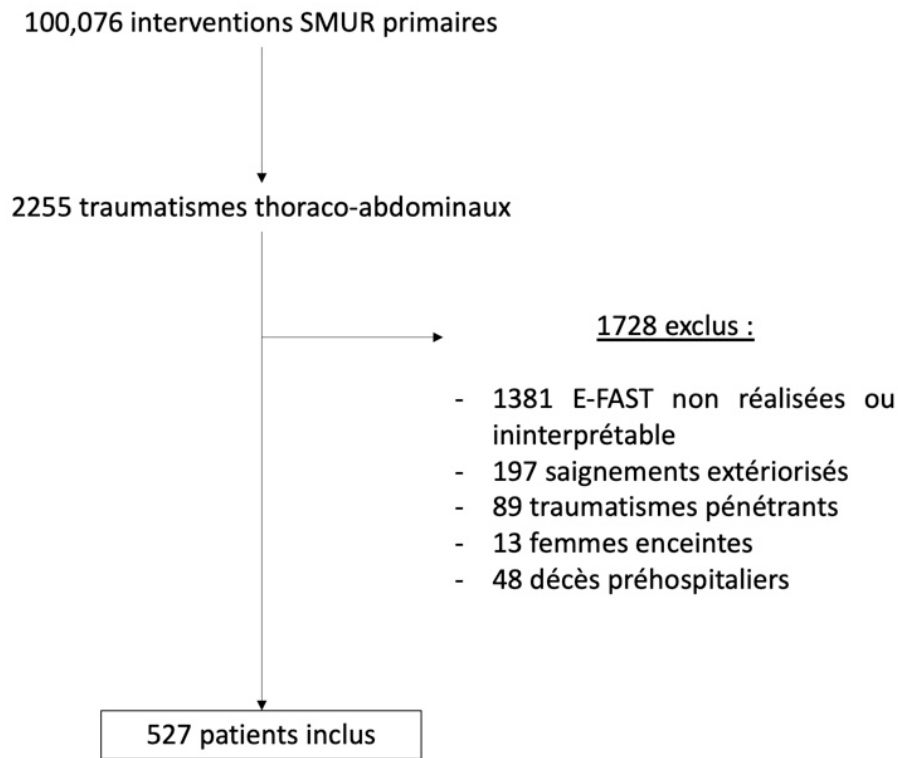 100,076 interventions SMUR primaires
2255 traumatismes thoraco-abdominaux
1728 exclus :
- 1381 E-FAST non réalisées ou
ininterprétable
- 197 saignements extériorisés
- 89 traumatismes pénétrants
- 13 femmes enceintes
- 48 décès préhospitaliers
527 patients inclus